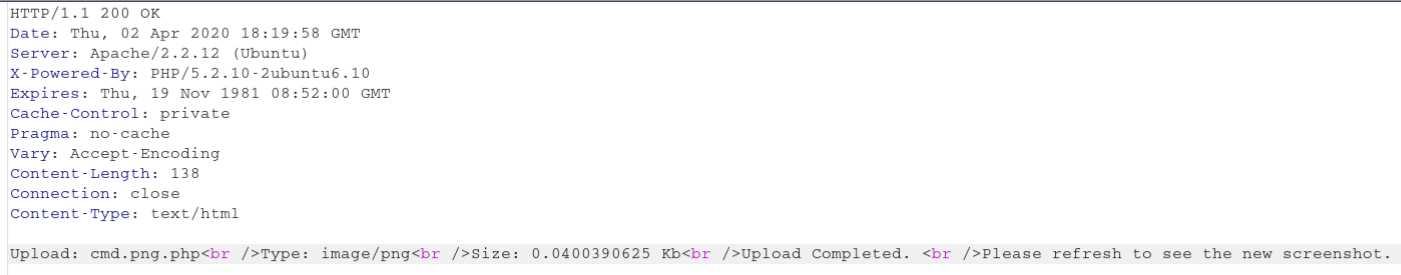 HTTP/1.1 200 OK
Date: Thu, 02 Apr 2020 18:19:58 GMT
Server: Apache/2.2.12 (Ubuntu)
X-Powered-By: PHP/5.2.10-2ubuntu6.10
Expires: Thu, 19 Nov 1981 08:52:00 GMT
Cache-Control: private
Pragma: no-cache
Vary: Accept-Encoding
Content-Length: 138
Connection: close
Content-Type: text/html
Upload: cmd.png.php<br />Type: image/png<br />Size: 0.0400390625 Kb<br />Upload Completed. <br />Please refresh to see the new screenshot.